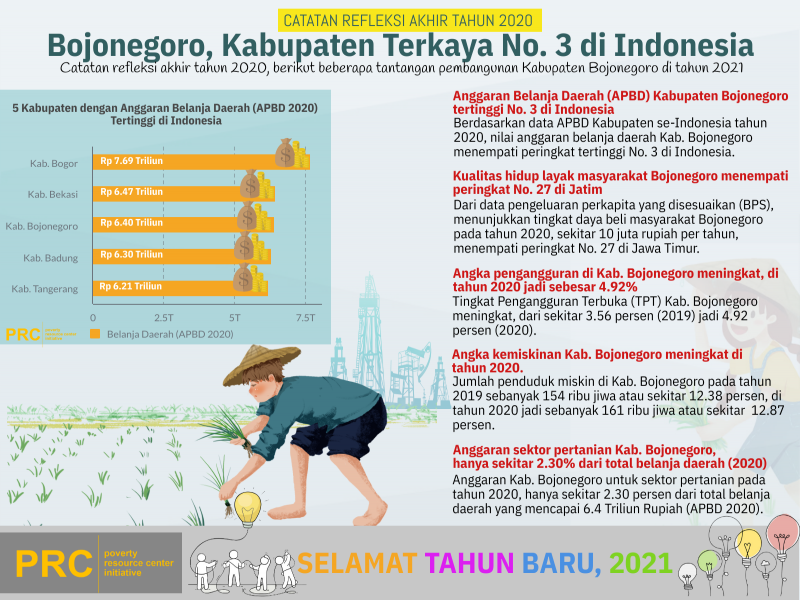 CATATAN REFLEKSI AKHIR TAHUN 2020
Bojonegoro, Kabupaten Terkaya No. 3 di Indonesia
Catatan refleksi akhir tahun 2020, berikut beberapa tantangan pembangunan Kabupaten Bojonegoro di tahun 2021
5 Kabupaten dengan Anggaran Belanja Daerah (APBD 2020)
Tertinggi di Indonesia
Kab. Bogor
Rp 7.69 Triliun
Kab. Bekasi
Rp 6.47 Triliun
Kab. Bojonegoro
Rp 6.40 Triliun
Kab. Badung
Rp 6.30 Triliun
Kab. Tangerang
Rp 6.21 Triliun
0 2.5T 5T 7.5T
PRC poverty
resource center
initiative
Belanja Daerah (APBD 2020)
Anggaran Belanja Daerah (APBD) Kabupaten Bojonegoro
tertinggi No. 3 di Indonesia
Berdasarkan data APBD Kabupaten se-Indonesia tahun
2020, nilai anggaran belanja daerah Kab. Bojonegoro
menempati peringkat tertinggi No. 3 di Indonesia.
Kualitas hidup layak masyarakat Bojonegoro menempati
peringkat No. 27 di Jatim
Dari data pengeluaran perkapita yang disesuaikan (BPS),
menunjukkan tingkat daya beli masyarakat Bojonegoro
pada tahun 2020, sekitar 10 juta rupiah per tahun,
menempati peringkat No. 27 di Jawa Timur.
Angka pengangguran di Kab. Bojonegoro meningkat, di
tahun 2020 jadi sebesar 4.92%
Tingkat Pengangguran Terbuka (TPT) Kab. Bojonegoro
meningkat, dari sekitar 3.56 persen (2019) jadi 4.92
persen (2020).
Angka kemiskinan Kab. Bojonegoro meningkat di
tahun 2020.
Jumlah penduduk miskin di Kab. Bojonegoro pada tahun
2019 sebanyak 154 ribu jiwa atau sekitar 12.38 persen, di
tahun 2020 jadi sebanyak 161 ribu jiwa atau sekitar 12.87
persen.
Anggaran sektor pertanian Kab. Bojonegoro,
hanya sekitar 2.30% dari total belanja daerah (2020)
Anggaran Kab. Bojonegoro untuk sektor pertanian pada
tahun 2020, hanya sekitar 2.30 persen dari total belanja
daerah yang mencapai 6.4 Triliun Rupiah (APBD 2020).
PRC poverty
resource center
initiative
SELAMAT TAHUN BARU, 2021